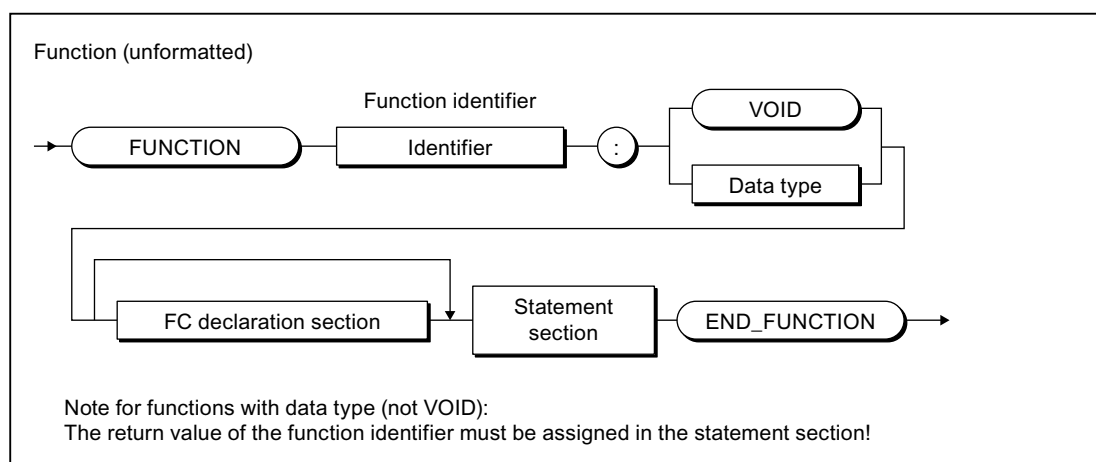 Function (unformatted)
Function identifier
FUNCTION
Identifier
:
VOID
Data type
FC declaration section
Statement
section
END_FUNCTION
Note for functions with data type (not VOID):
The return value of the function identifier must be assigned in the statement section!